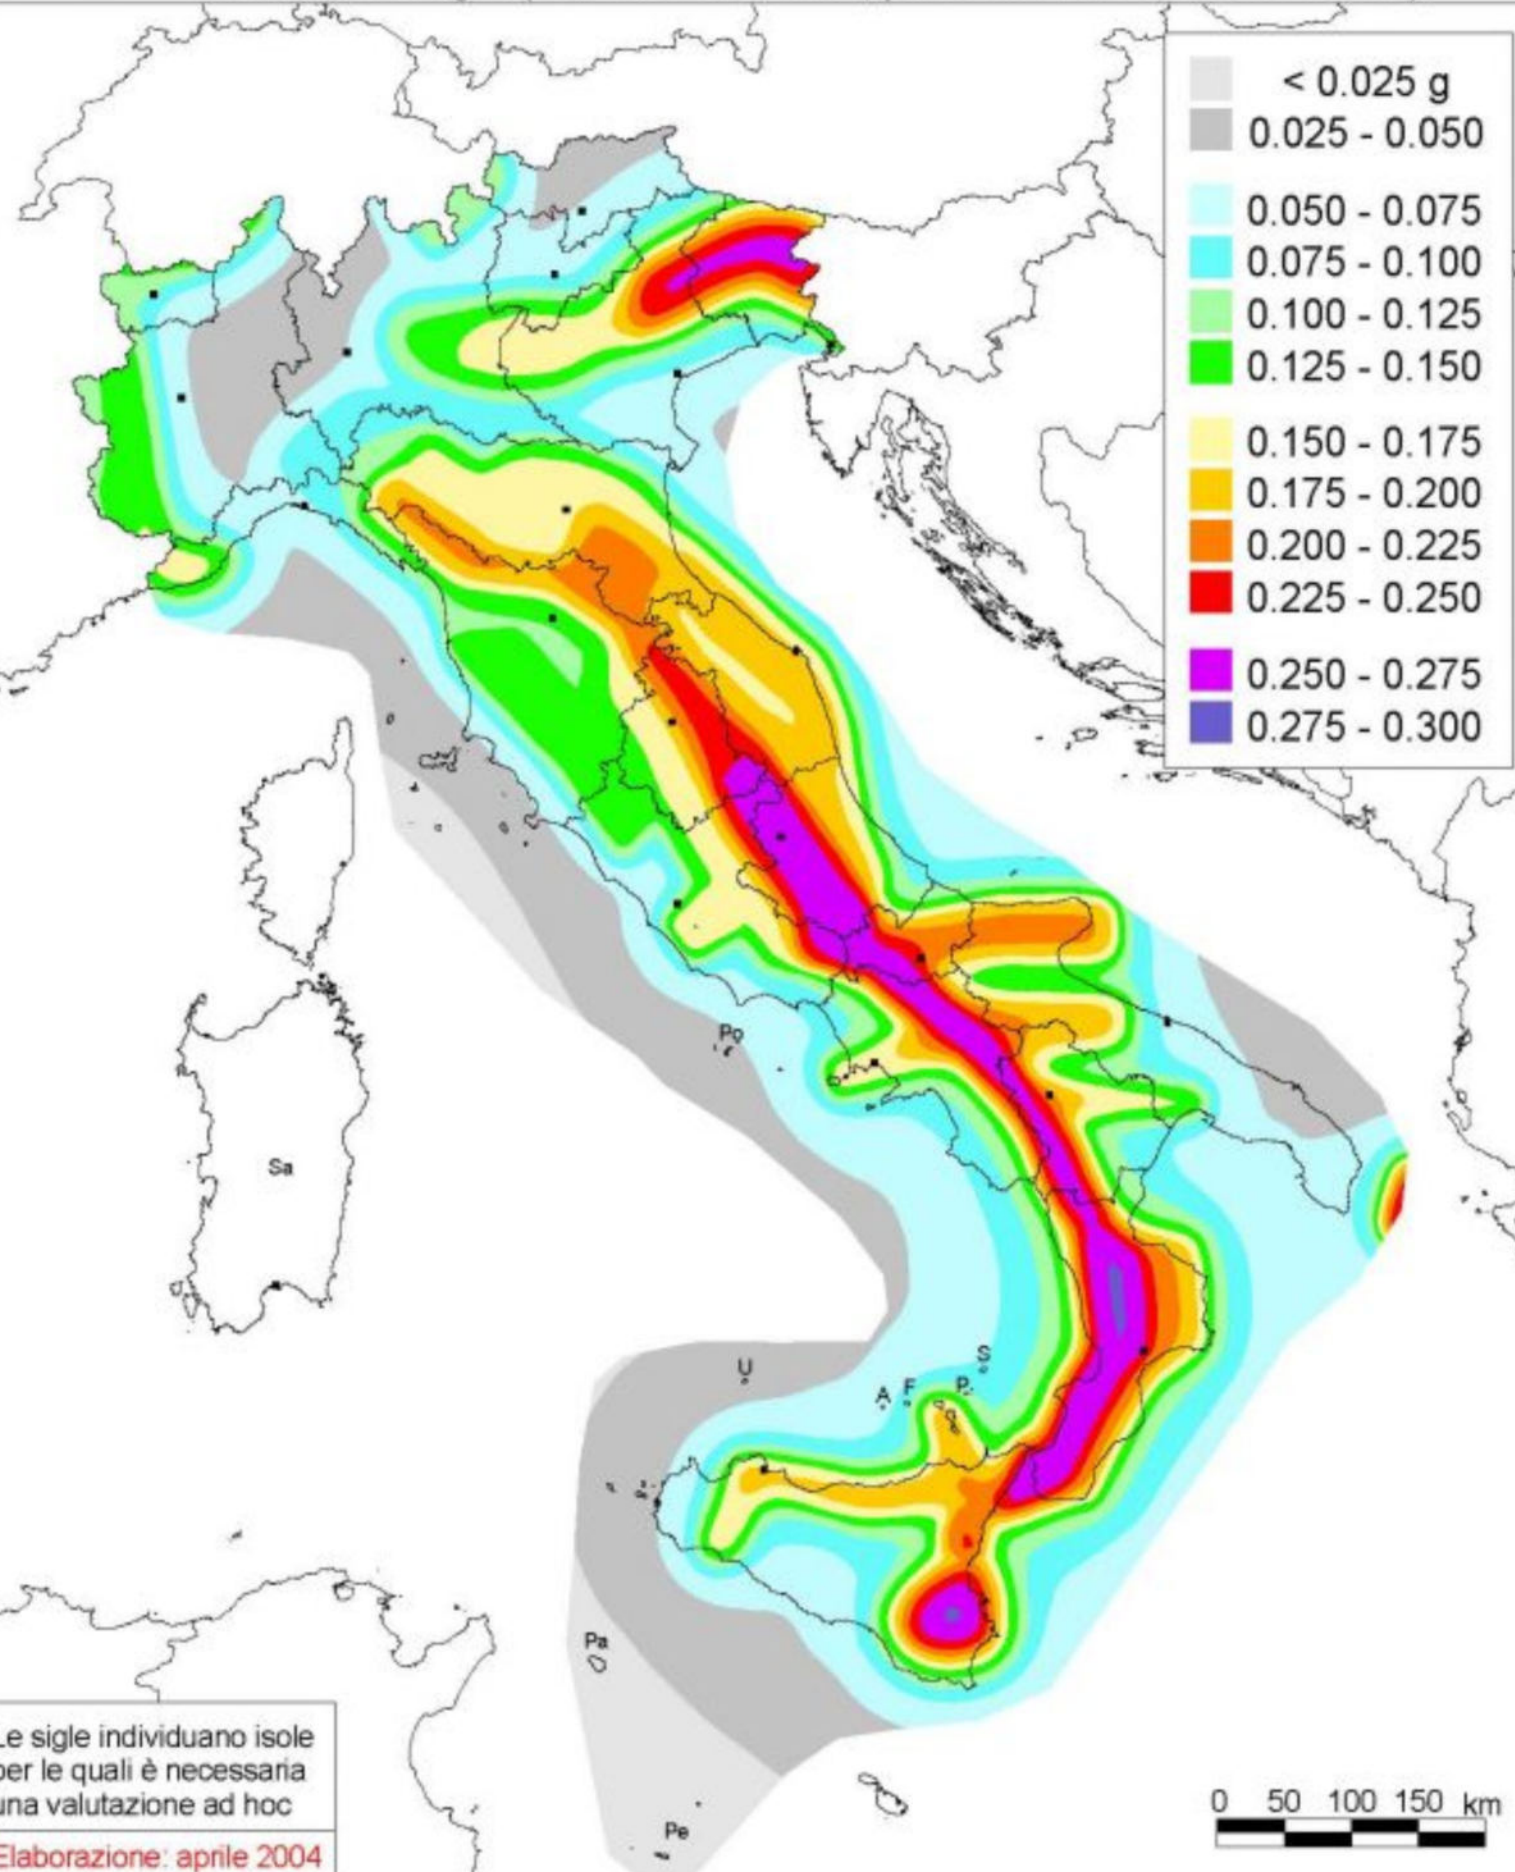 < 0.025 g
0.025 - 0.050
0.050 - 0.075
0.075 - 0.100
0.100 - 0.125
0.125 - 0.150
0.150 - 0.175
0.175 - 0.200
0.200 - 0.225
0.225 - 0.250
0.250 - 0.275
0.275 - 0.300
Po
Sa
U
A
F
P
S
Pa
Pe
Le sigle individuano isole
per le quali è necessaria
una valutazione ad hoc
Elaborazione: aprile 2004
0 50 100 150 km